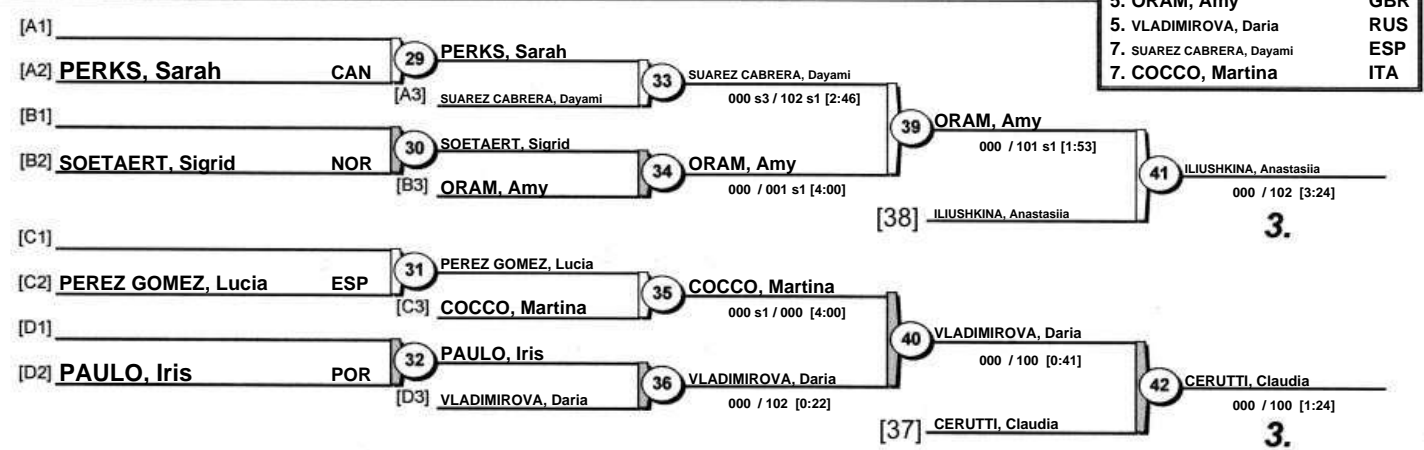 5. ORAM, Amy GBR
5. VLADIMIROVA, Daria RUS
7. SUAREZ CABRERA, Dayami ESP
7. COCCO, Martina ITA
[A1]
[A2] PERKS, Sarah CAN
29
PERKS, Sarah
[A3] SUAREZ CABRERA, Dayami
33
SUAREZ CABRERA, Dayami
000 s3 / 102 s1 [2:46]
[B1]
[B2] SOETAERT, Sigrid NOR
30
SOETAERT, Sigrid
[B3] ORAM, Amy
34
ORAM, Amy
000 / 001 s1 [4:00]
39
ORAM, Amy
000 / 101 s1 [1:53]
[38] ILIUSHKINA, Anastasiia
41
ILIUSHKINA, Anastasiia
000 / 102 [3:24]
3.
[C1]
[C2] PEREZ GOMEZ, Lucia ESP
31
PEREZ GOMEZ, Lucia
[C3] COCCO, Martina
35
COCCO, Martina
000 s1 / 000 [4:00]
[D1]
[D2] PAULO, Iris POR
32
PAULO, Iris
[D3] VLADIMIROVA, Daria
36
VLADIMIROVA, Daria
000 / 102 [0:22]
40
VLADIMIROVA, Daria
000 / 100 [0:41]
[37] CERUTTI, Claudia
42
CERUTTI, Claudia
000 / 100 [1:24]
3.